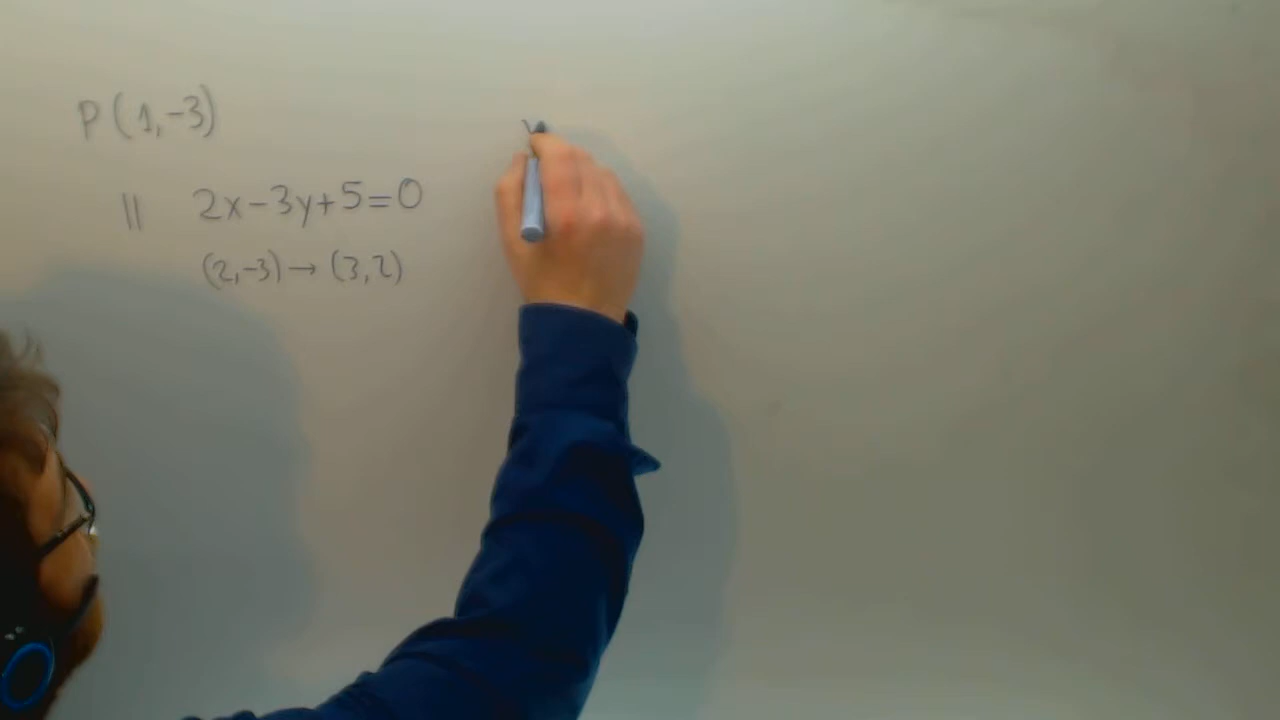 P(1,-3)
|| 2x-3y+5=0
(2,-3)→(3,2)